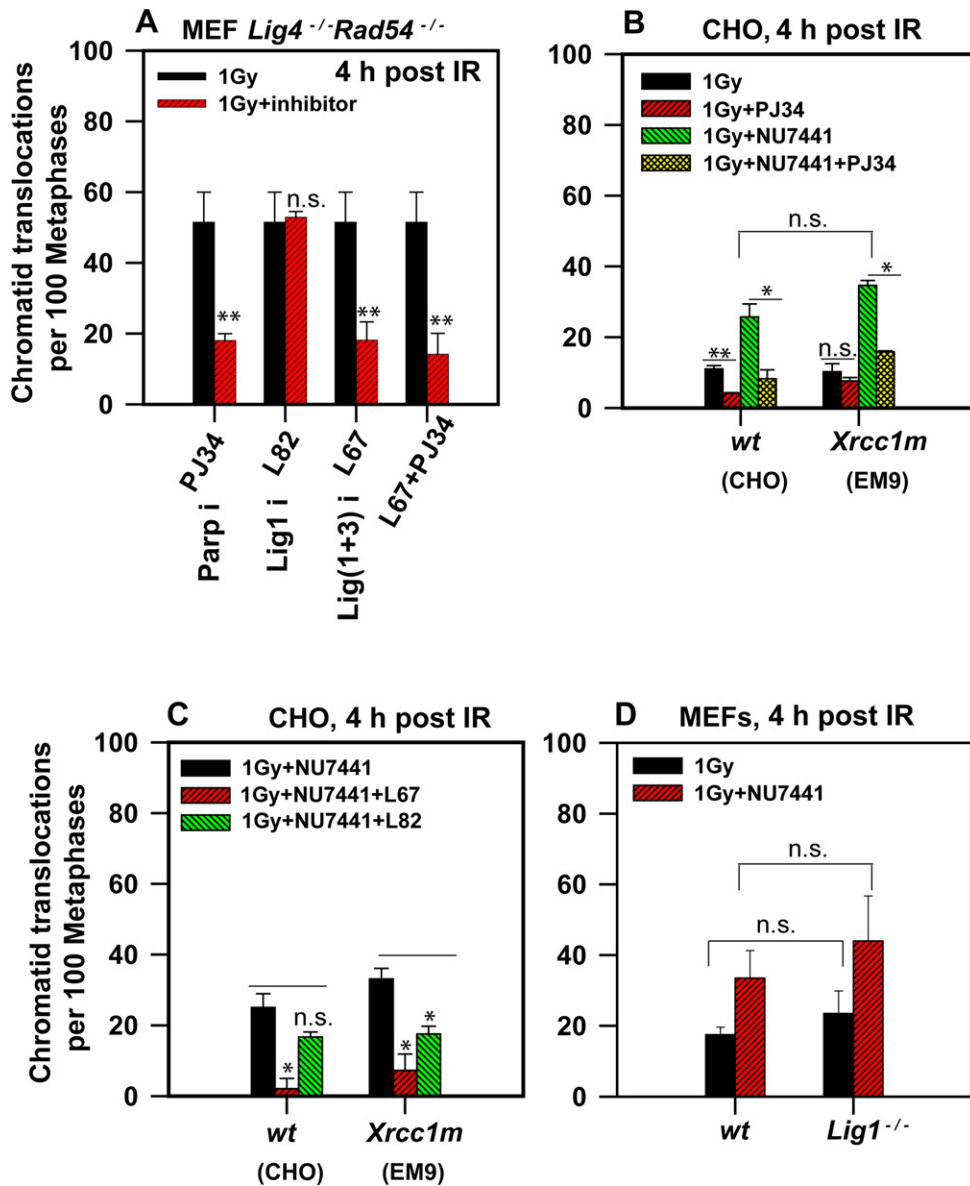 A MEF Lig4 -/- Rad54 -/-
4 h post IR
1Gy
1Gy+inhibitor
Chromatid translocations
per 100 Metaphases
100
80
60
40
20
0
**
n.s.
**
**
PJ34
L82
L67
L67+PJ34
Parp i
Lig1 i
Lig(1+3) i
B CHO, 4 h post IR
1Gy
1Gy+PJ34
1Gy+NU7441
1Gy+NU7441+PJ34
100
80
60
40
20
0
n.s.
**
*
n.s.
*
wt
Xrcc1m
(CHO)
(EM9)
C CHO, 4 h post IR
1Gy+NU7441
1Gy+NU7441+L67
1Gy+NU7441+L82
Chromatid translocations
per 100 Metaphases
100
80
60
40
20
0
*
n.s.
*
*
wt
Xrcc1m
(CHO)
(EM9)
D MEFs, 4 h post IR
1Gy
1Gy+NU7441
100
80
60
40
20
0
n.s.
n.s.
wt
Lig1 -/-